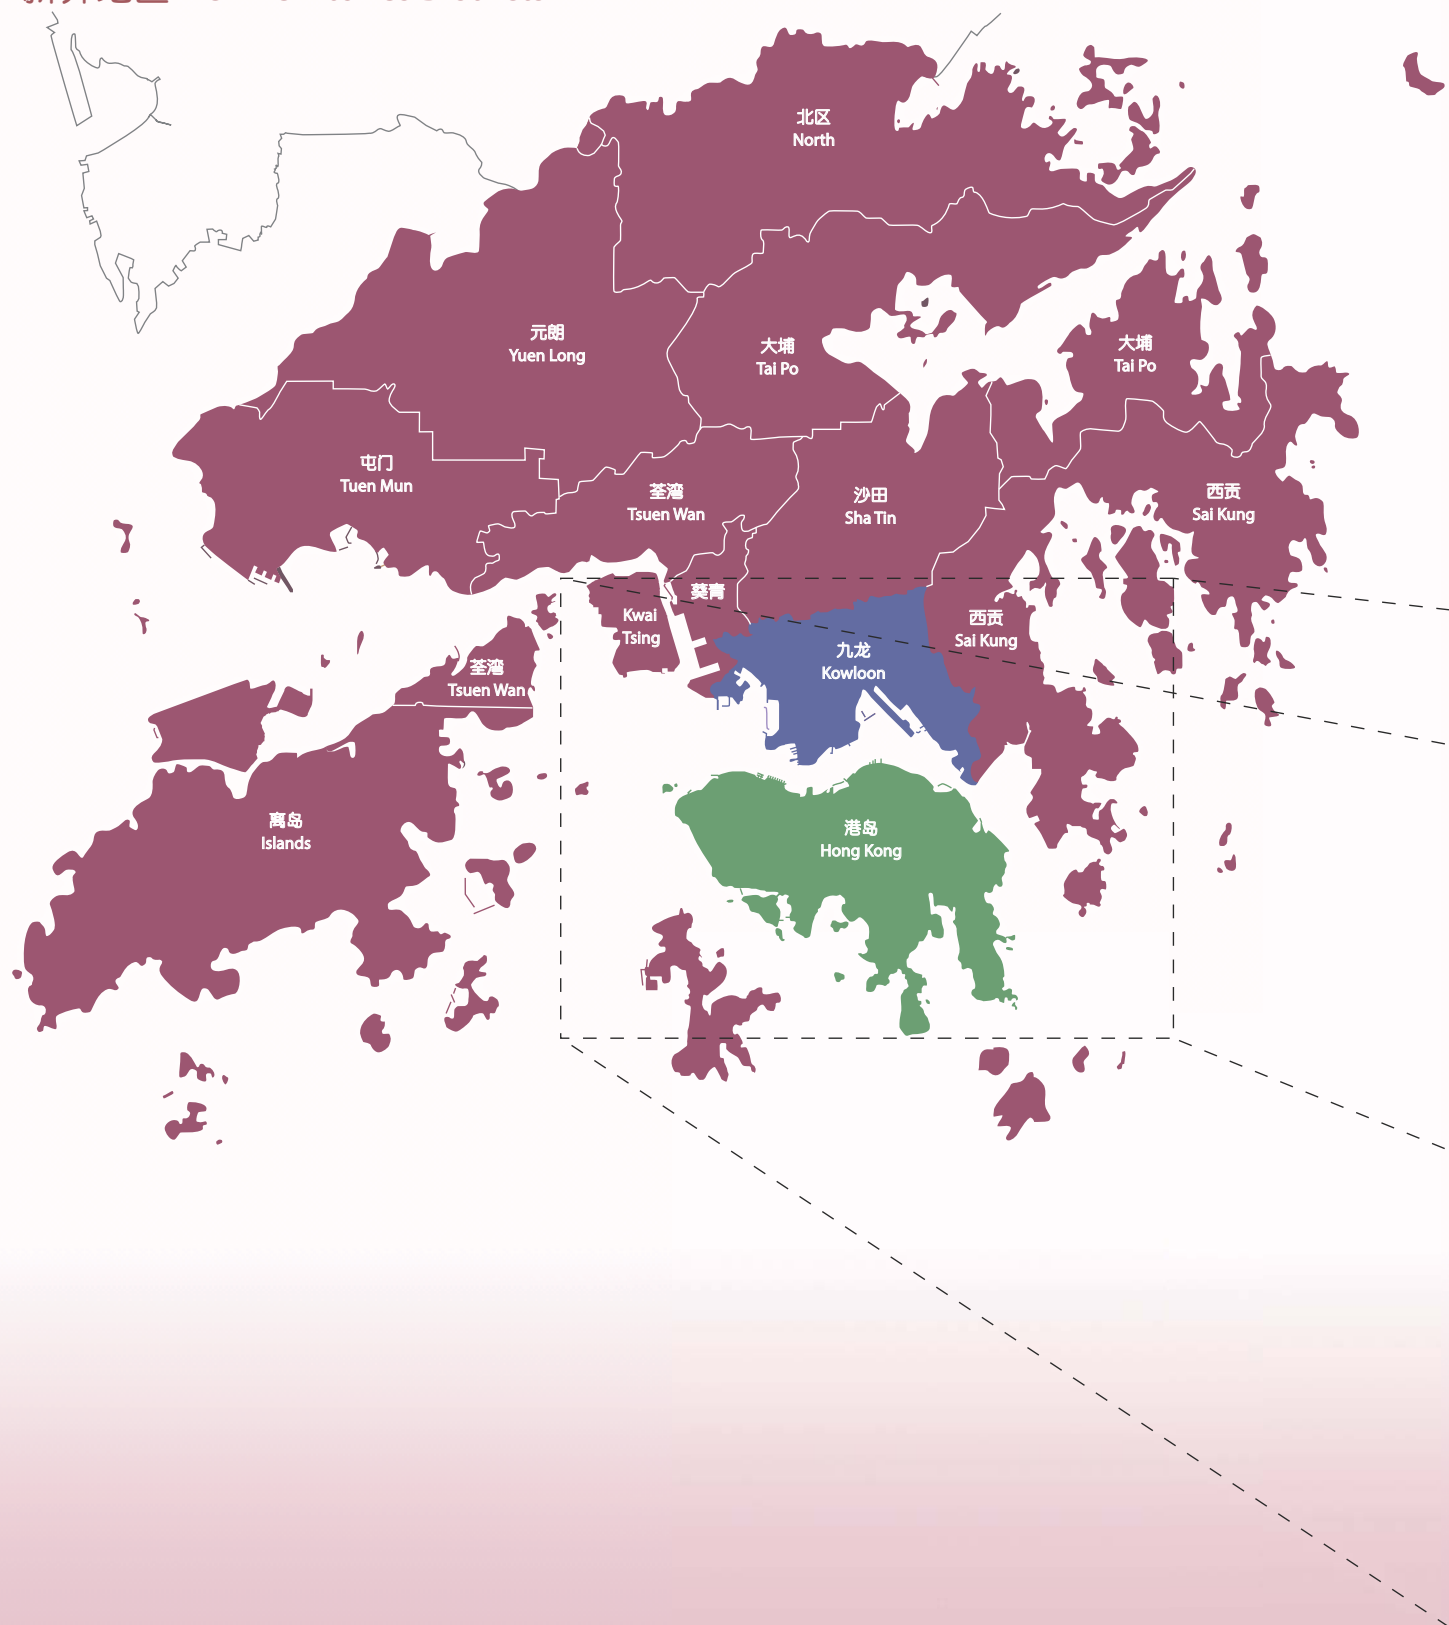 北区
North
元朗
Yuen Long
大埔
Tai Po
大埔
Tai Po
屯门
Tuen Mun
荃湾
Tsuen Wan
沙田
Sha Tin
西贡
Sai Kung
葵青
Kwai
Tsing
西贡
Sai Kung
九龙
Kowloon
荃湾
Tsuen Wan
离岛
Islands
港岛
Hong Kong